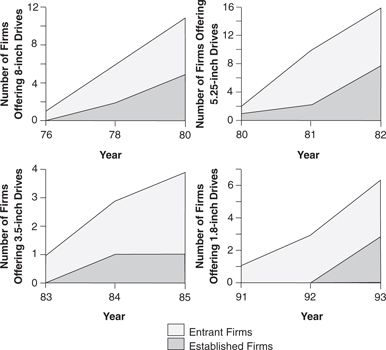 Number of Firms
Offering 8-inch Drives
12
8
4
0
76 78 80
Year
Number of Firms Offering
5.25-inch Drives
16
12
8
4
0
80 81 82
Year
Number of Firms
Offering 3.5-inch Drives
4
3
2
1
0
83 84 85
Year
Number of Firms
Offering 1.8-inch Drives
6
4
2
0
91 92 93
Year
Entrant Firms
Established Firms